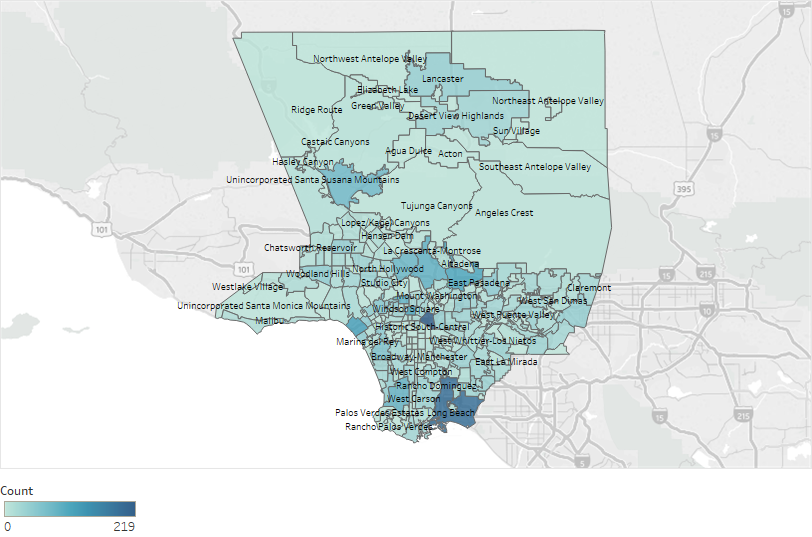 15
Northwest Antelope Valley
Lancaster
Elizabeth Lake
Green Valley
Northeast Antelope Valley
Ridge Route
Desert View Highlands
Sun Village
15
Castaic Canyons
Agua Dulce
Acton
Hasley Canyon
Southeast Antelope Valley
Unincorporated Santa Susana Mountains
395
Tujunga Canyons
Angeles Crest
Lopez/Kagel Canyons
101
Hansen Dam
Chatsworth Reservoir
La Crescenta-Montrose
Altadena
101
North Hollywood
Woodland Hills
15
215
Studio City
East Pasadena
Westlake Village
Claremont
Mount Washington
West San Dimas
Unincorporated Santa Monica Mountains
Windsor Square
10
West Puente Valley
Malibu
Historic South-Central
Marina del Rey
West Whittier-Los Nietos
Broadway-Manchester
East La Mirada
West Compton
Rancho Dominguez
West Carson
Palos Verdes Estates
Long Beach
15
215
Rancho Palos Verdes
5
Count
0
219